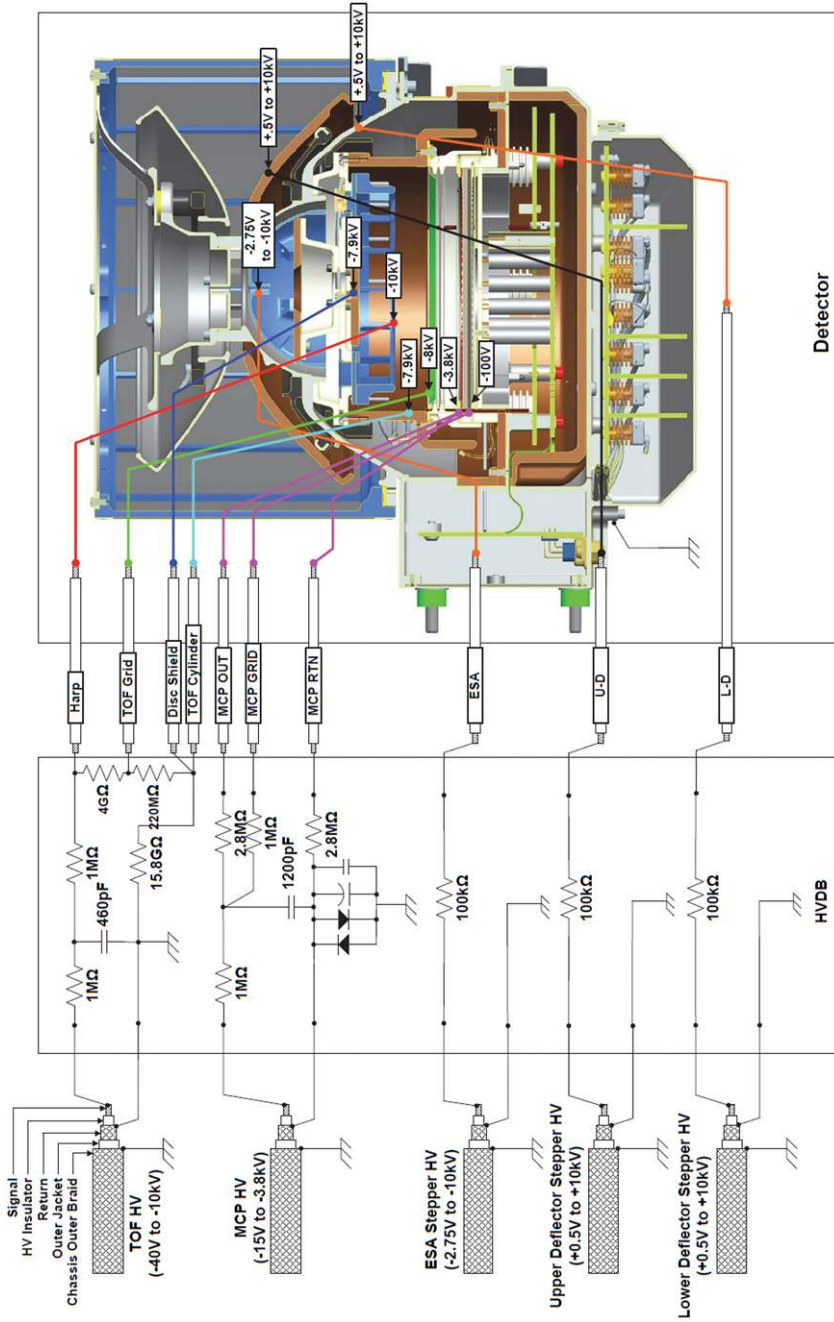 Signal
HV Insulator
Return
Outer Jacket
Chassis Outer Braid
TOF HV
(-40V to -10kV)
MCP HV
(-15V to -3.8kV)
ESA Stepper HV
(-2.75V to -10kV)
Upper Deflector Stepper HV
(+0.5V to +10kV)
Lower Deflector Stepper HV
(+0.5V to +10kV)
1MΩ
460pF
1MΩ
4GΩ
220MΩ
15.8GΩ
1MΩ
2.8MΩ
1MΩ
1200pF
2.8MΩ
100kΩ
100kΩ
100kΩ
HVDB
Harp
TOF Grid
Disc Shield
TOF Cylinder
MCP OUT
MCP GRID
MCP RTN
ESA
U-D
L-D
+.5V to +10kV
+.5V to +10kV
-2.75V
to -10kV
-7.9kV
-10kV
-7.9kV
-8kV
-3.8kV
-100V
Detector